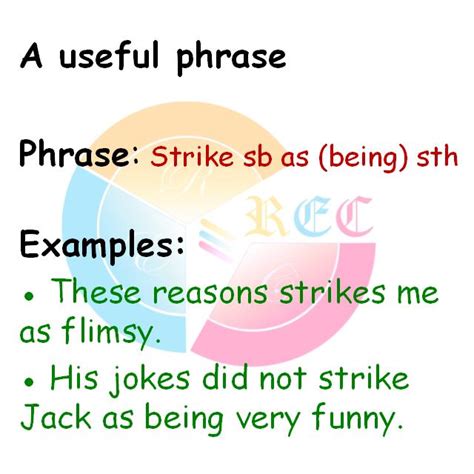 A useful phrase
Phrase: Strike sb as (being) sth
REC
Examples:
• These reasons strikes me
as flimsy.
• His jokes did not strike
Jack as being very funny.